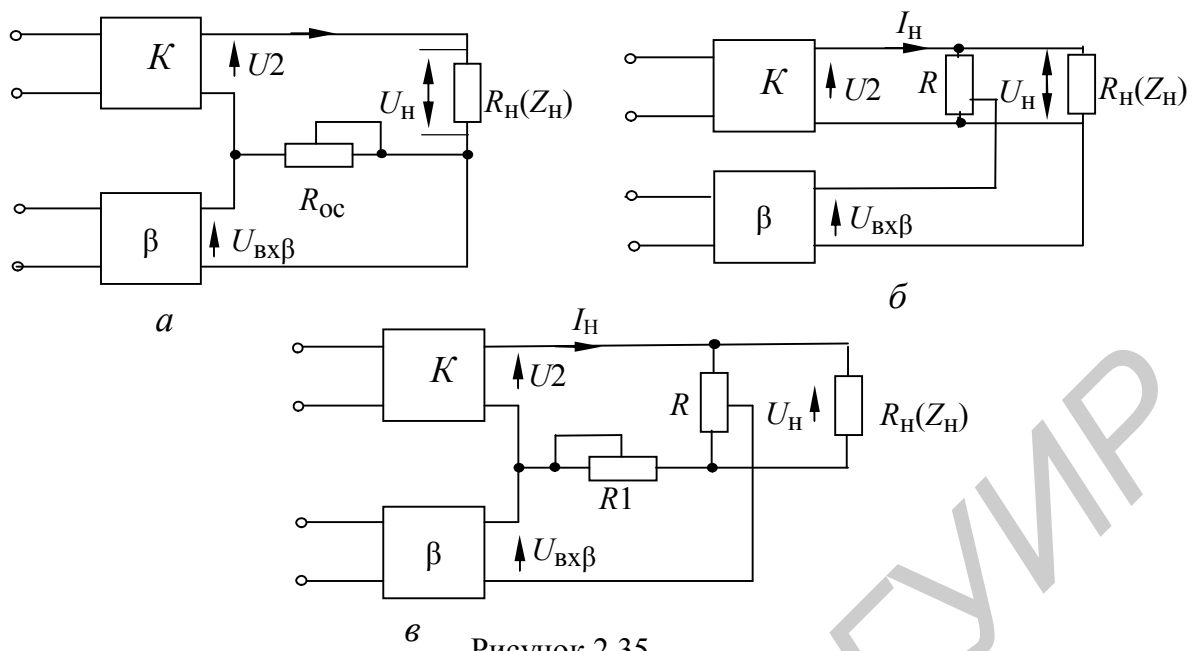 K
U2
Uн
Rн(Zн)
Rос
β
Uвхβ
а
Iн
K
U2
R
Uн
Rн(Zн)
β
Uвхβ
б
Iн
K
U2
R
Uн
Rн(Zн)
R1
β
Uвхβ
в
Рисунок 2.35
ГУИР